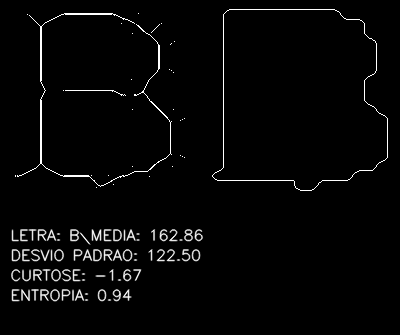 B
LETRA: B\MEDIA: 162.86
DESVIO PADRAO: 122.50
CURTOSE: -1.67
ENTROPIA: 0.94